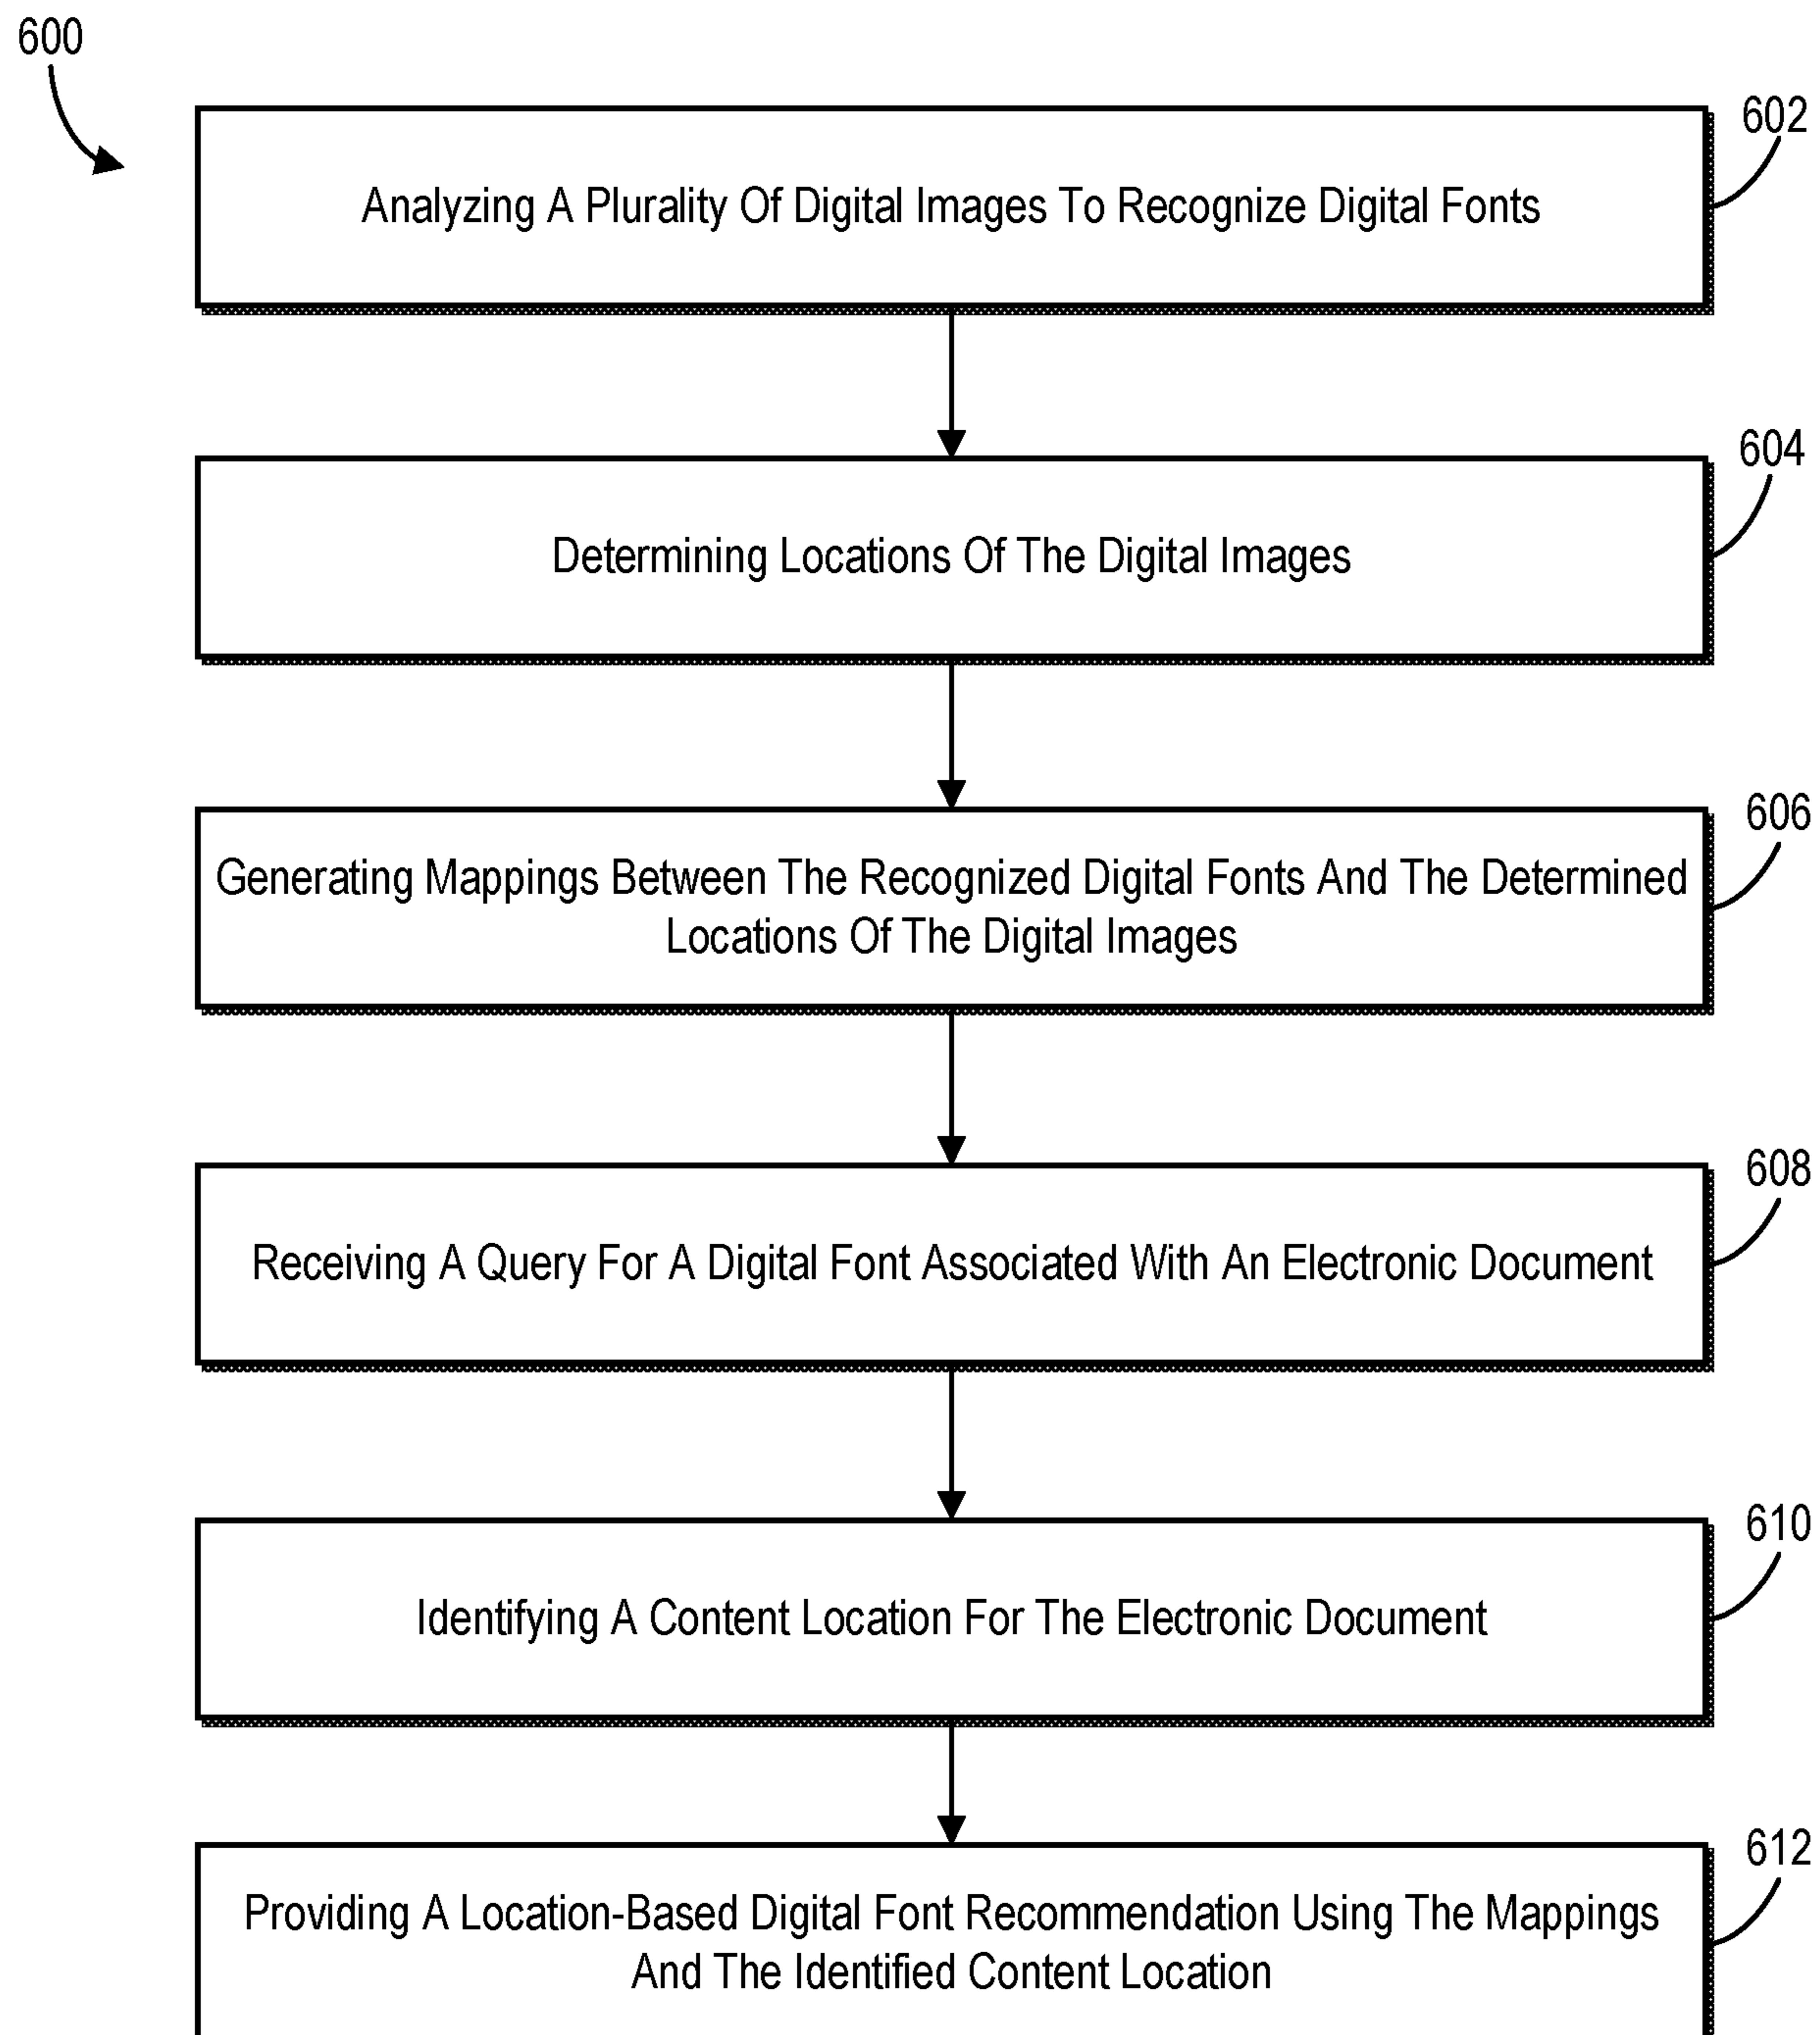 600
602
Analyzing A Plurality Of Digital Images To Recognize Digital Fonts
604
Determining Locations Of The Digital Images
606
Generating Mappings Between The Recognized Digital Fonts And The Determined
Locations Of The Digital Images
608
Receiving A Query For A Digital Font Associated With An Electronic Document
610
Identifying A Content Location For The Electronic Document
612
Providing A Location-Based Digital Font Recommendation Using The Mappings
And The Identified Content Location